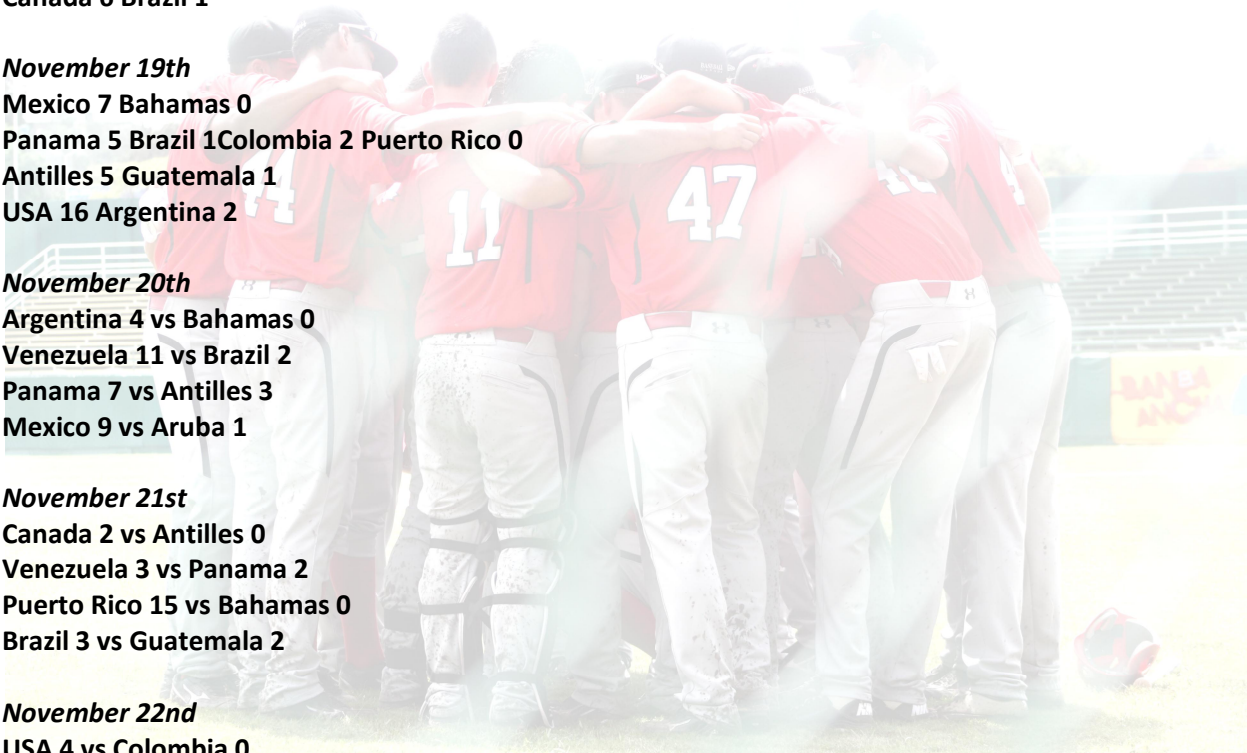 Canada 6 Brazil 1
November 19th
Mexico 7 Bahamas 0
Panama 5 Brazil 1Colombia 2 Puerto Rico 0
Antilles 5 Guatemala 1
USA 16 Argentina 2
November 20th
Argentina 4 vs Bahamas 0
Venezuela 11 vs Brazil 2
Panama 7 vs Antilles 3
Mexico 9 vs Aruba 1
November 21st
Canada 2 vs Antilles 0
Venezuela 3 vs Panama 2
Puerto Rico 15 vs Bahamas 0
Brazil 3 vs Guatemala 2
November 22nd
USA 4 vs Colombia 0
11
47